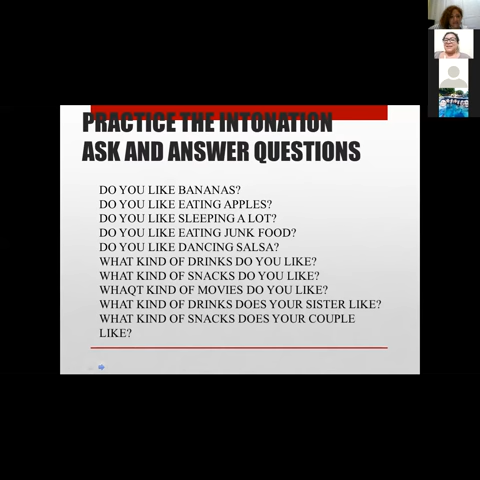 PRACTICE THE INTONATION
ASK AND ANSWER QUESTIONS
DO YOU LIKE BANANAS?
DO YOU LIKE EATING APPLES?
DO YOU LIKE SLEEPING A LOT?
DO YOU LIKE EATING JUNK FOOD?
DO YOU LIKE DANCING SALSA?
WHAT KIND OF DRINKS DO YOU LIKE?
WHAT KIND OF SNACKS DO YOU LIKE?
WHAQT KIND OF MOVIES DO YOU LIKE?
WHAT KIND OF DRINKS DOES YOUR SISTER LIKE?
WHAT KIND OF SNACKS DOES YOUR COUPLE
LIKE?